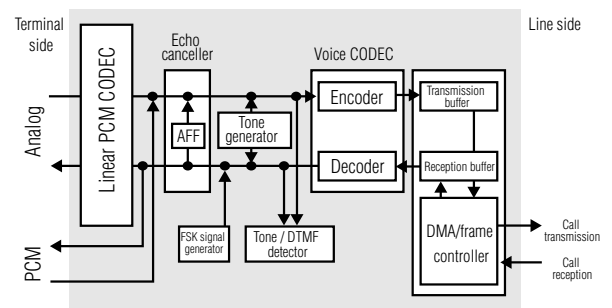 Terminal
side
Line side
Echo
canceller
Voice CODEC
Linear PCM CODEC
Encoder
Transmission
buffer
Analog
AFF
Tone
generator
Decoder
Reception buffer
FSK signal
generator
Tone / DTMF
detector
DMA/frame
controller
Call
transmission
Call
reception
PCM